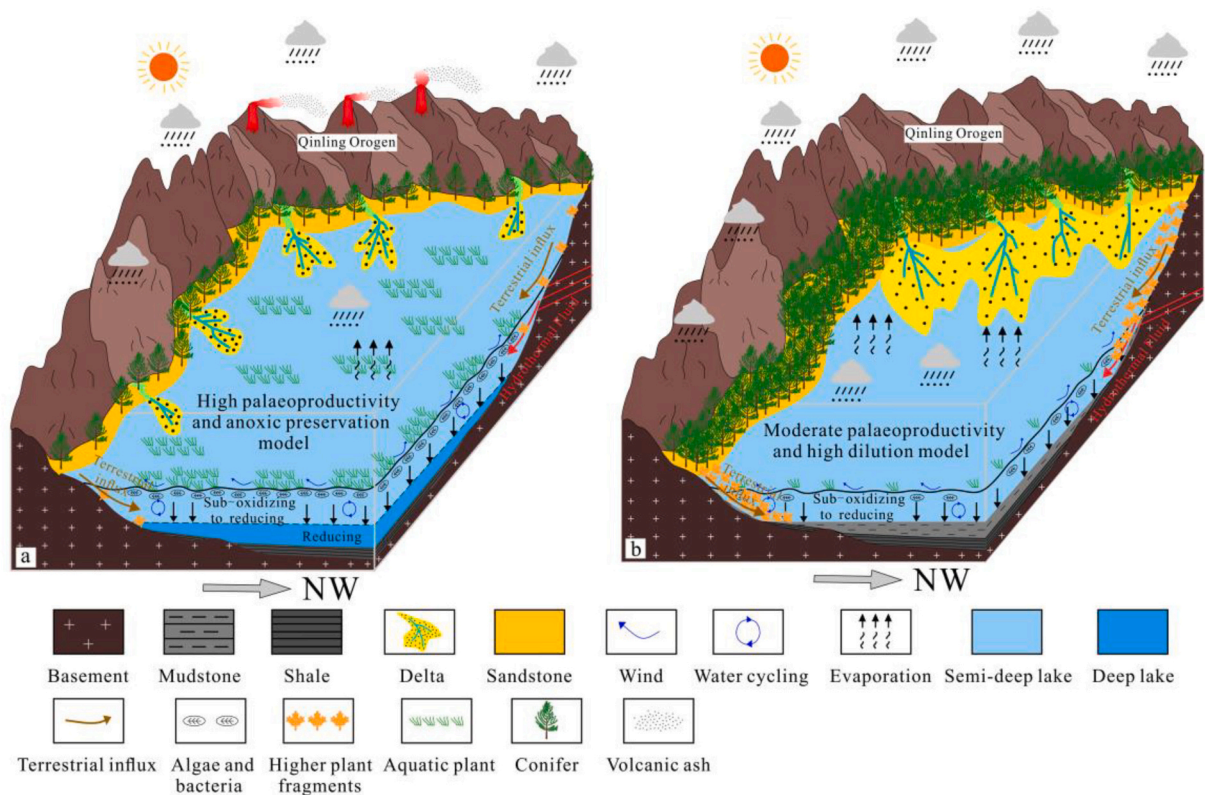 Qinling Orogen
Terrestrial influx
Hydrothermal fluid
High palaeoproductivity
and anoxic preservation
model
Terrestrial
influx
Sub-oxidizing
to reducing
Reducing
a
NW
Qinling Orogen
Terrestrial influx
Hydrothermal fluid
Moderate palaeoproductivity
and high dilution model
Terrestrial
influx
Sub-oxidizing
to reducing
b
NW
Basement
Mudstone
Shale
Delta
Sandstone
Wind
Water cycling
Evaporation
Semi-deep lake
Deep lake
Terrestrial influx
Algae and
bacteria
Higher plant
fragments
Aquatic plant
Conifer
Volcanic ash